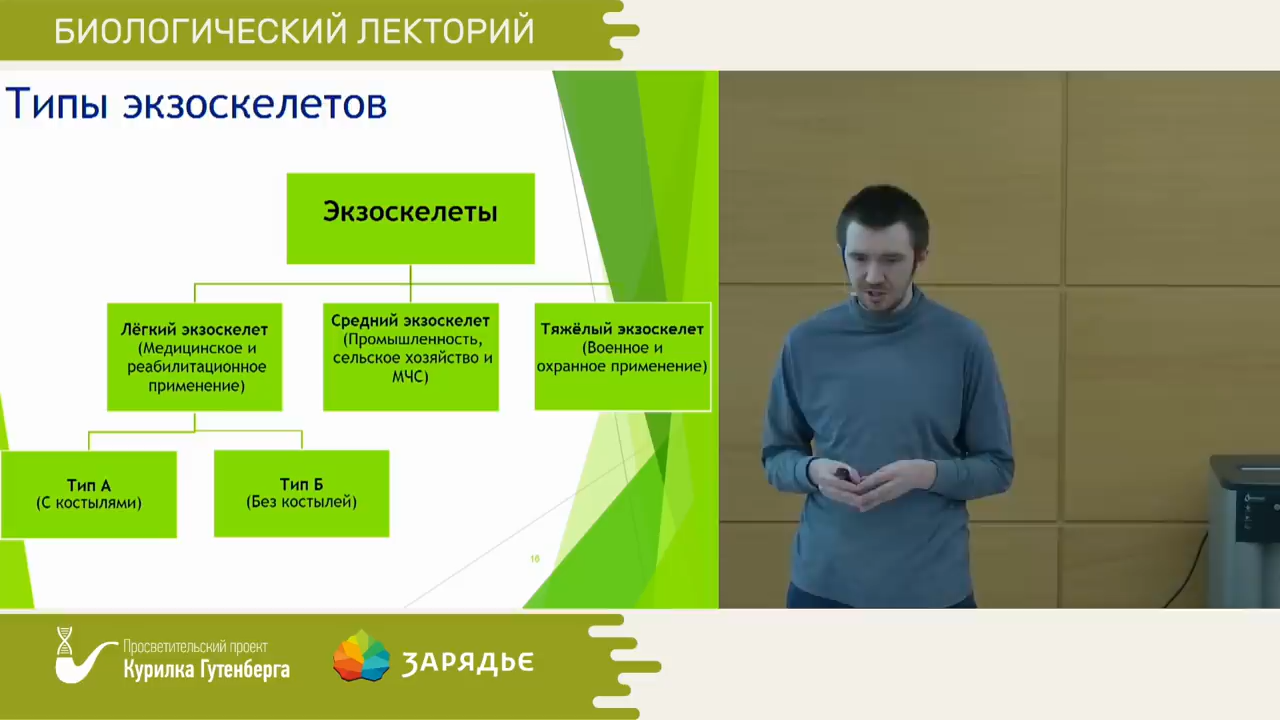 БИОЛОГИЧЕСКИЙ ЛЕКТОРИЙ
Типы экзоскелетов
Экзоскелеты
Лёгкий экзоскелет
(Медицинское и
реабилитационное
применение)
Средний экзоскелет
(Промышленность,
сельское хозяйство и
МЧС)
Тяжёлый экзоскелет
(Военное и
охранное применение)
Тип А
(С костылями)
Тип Б
(Без костылей)
16
Просветительский проект
Курилка Гутенберга
ЗАРЯДЬЕ